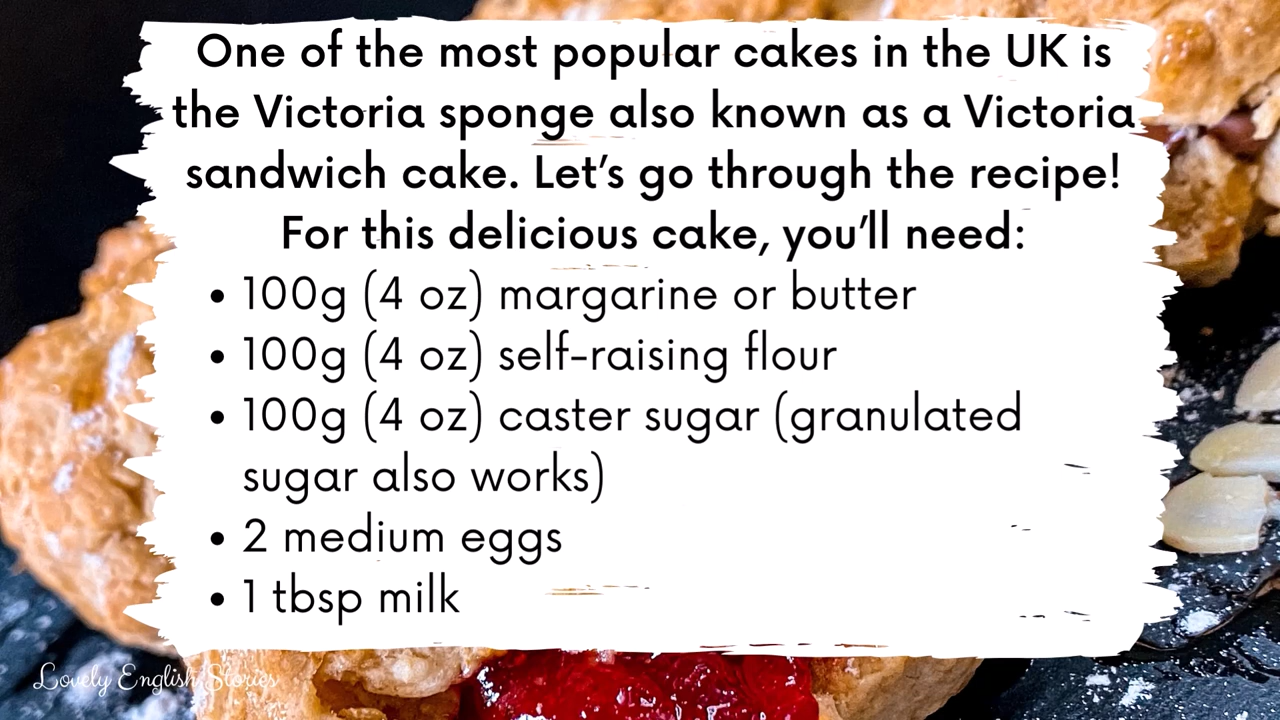 One of the most popular cakes in the UK is
the Victoria sponge also known as a Victoria
sandwich cake. Let’s go through the recipe!
For this delicious cake, you’ll need:
• 100g (4 oz) margarine or butter
• 100g (4 oz) self-raising flour
• 100g (4 oz) caster sugar (granulated
sugar also works)
• 2 medium eggs
• 1 tbsp milk
Lovely English Stories